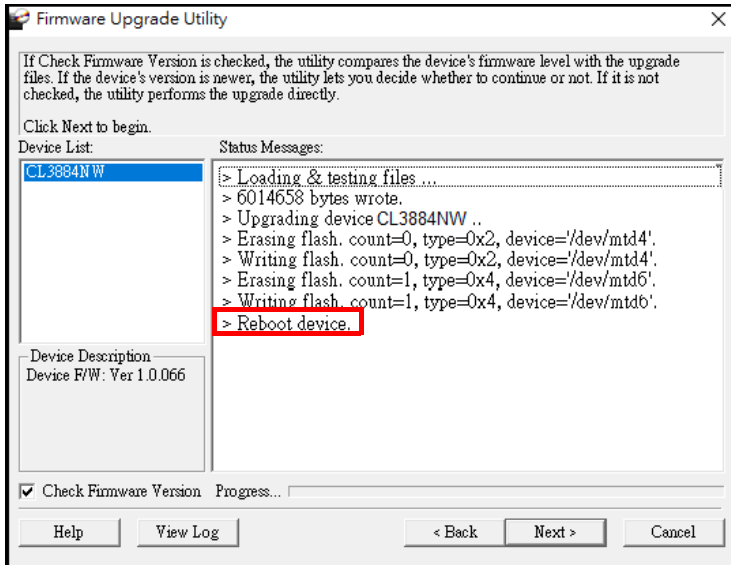 Firmware Upgrade Utility
If Check Firmware Version is checked, the utility compares the device's firmware level with the upgrade
files. If the device's version is newer, the utility lets you decide whether to continue or not. If it is not
checked, the utility performs the upgrade directly.
Click Next to begin.
Device List:
CL3884NW
Status Messages:
> Loading & testing files ...
> 6014658 bytes wrote.
> Upgrading device CL3884NW ..
> Erasing flash. count=0, type=0x2, device='/dev/mtd4'.
> Writing flash. count=0, type=0x2, device='/dev/mtd4'.
> Erasing flash. count=1, type=0x4, device='/dev/mtd6'.
> Writing flash. count=1, type=0x4, device='/dev/mtd6'.
> Reboot device.
Device Description
Device F/W: Ver 1.0.066
Check Firmware Version
Progress...
Help
View Log
< Back
Next >
Cancel